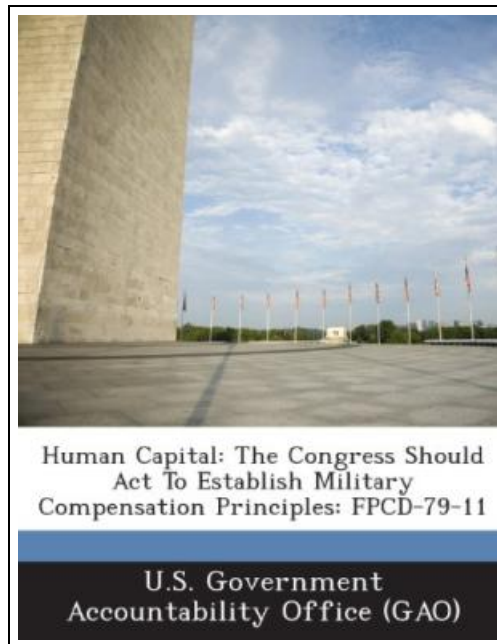 Human Capital: The Congress Should
Act To Establish Military
Compensation Principles: FPCD-79-11
U.S. Government
Accountability Office (GAO)